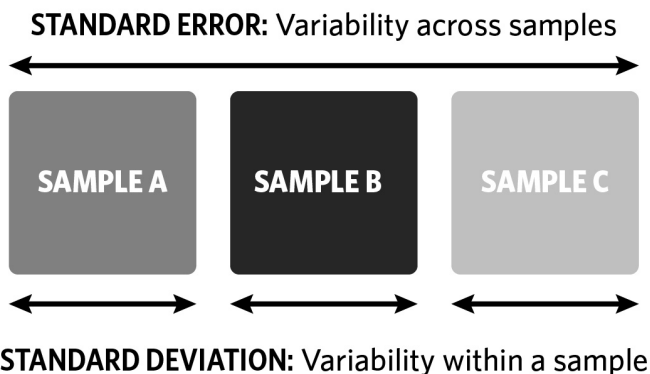 STANDARD ERROR: Variability across samples
SAMPLE A
SAMPLE B
SAMPLE C
STANDARD DEVIATION: Variability within a sample